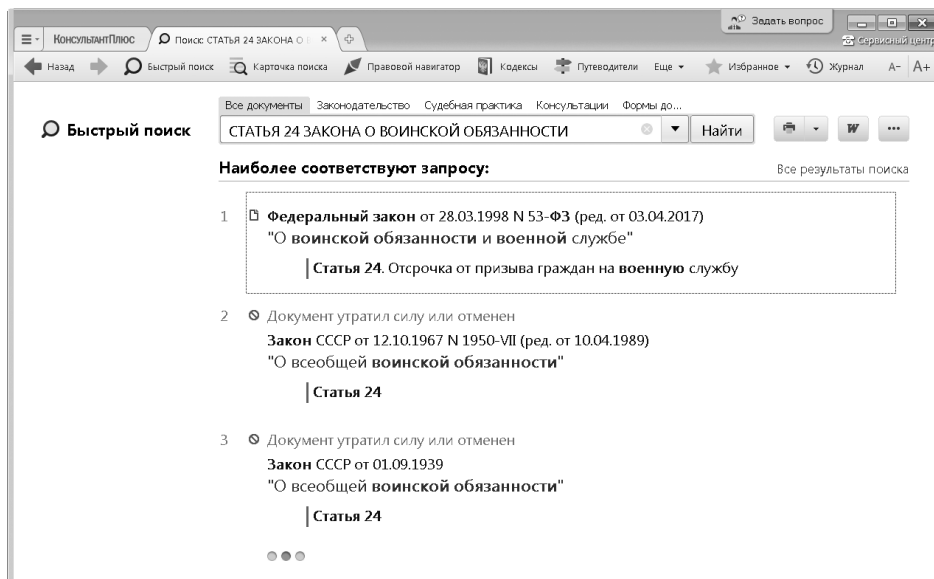 Задать вопрос
КонсультантПлюс Поиск: СТАТЬЯ 24 ЗАКОНА О
Сервисный центр
Назад Быстрый поиск Карточка поиска Правовой навигатор Кодексы Путеводители Еще Избранное Журнал А- А+
Все документы Законодательство Судебная практика Консультации Формы до...
Быстрый поиск СТАТЬЯ 24 ЗАКОНА О ВОИНСКОЙ ОБЯЗАННОСТИ Найти W
Наиболее соответствуют запросу: Все результаты поиска
1 Федеральный закон от 28.03.1998 N 53-ФЗ (ред. от 03.04.2017)
"О воинской обязанности и военной службе"
Статья 24. Отсрочка от призыва граждан на военную службу
2 Документ утратил силу или отменен
Закон СССР от 12.10.1967 N 1950-VII (ред. от 10.04.1989)
"О всеобщей воинской обязанности"
Статья 24
3 Документ утратил силу или отменен
Закон СССР от 01.09.1939
"О всеобщей воинской обязанности"
Статья 24